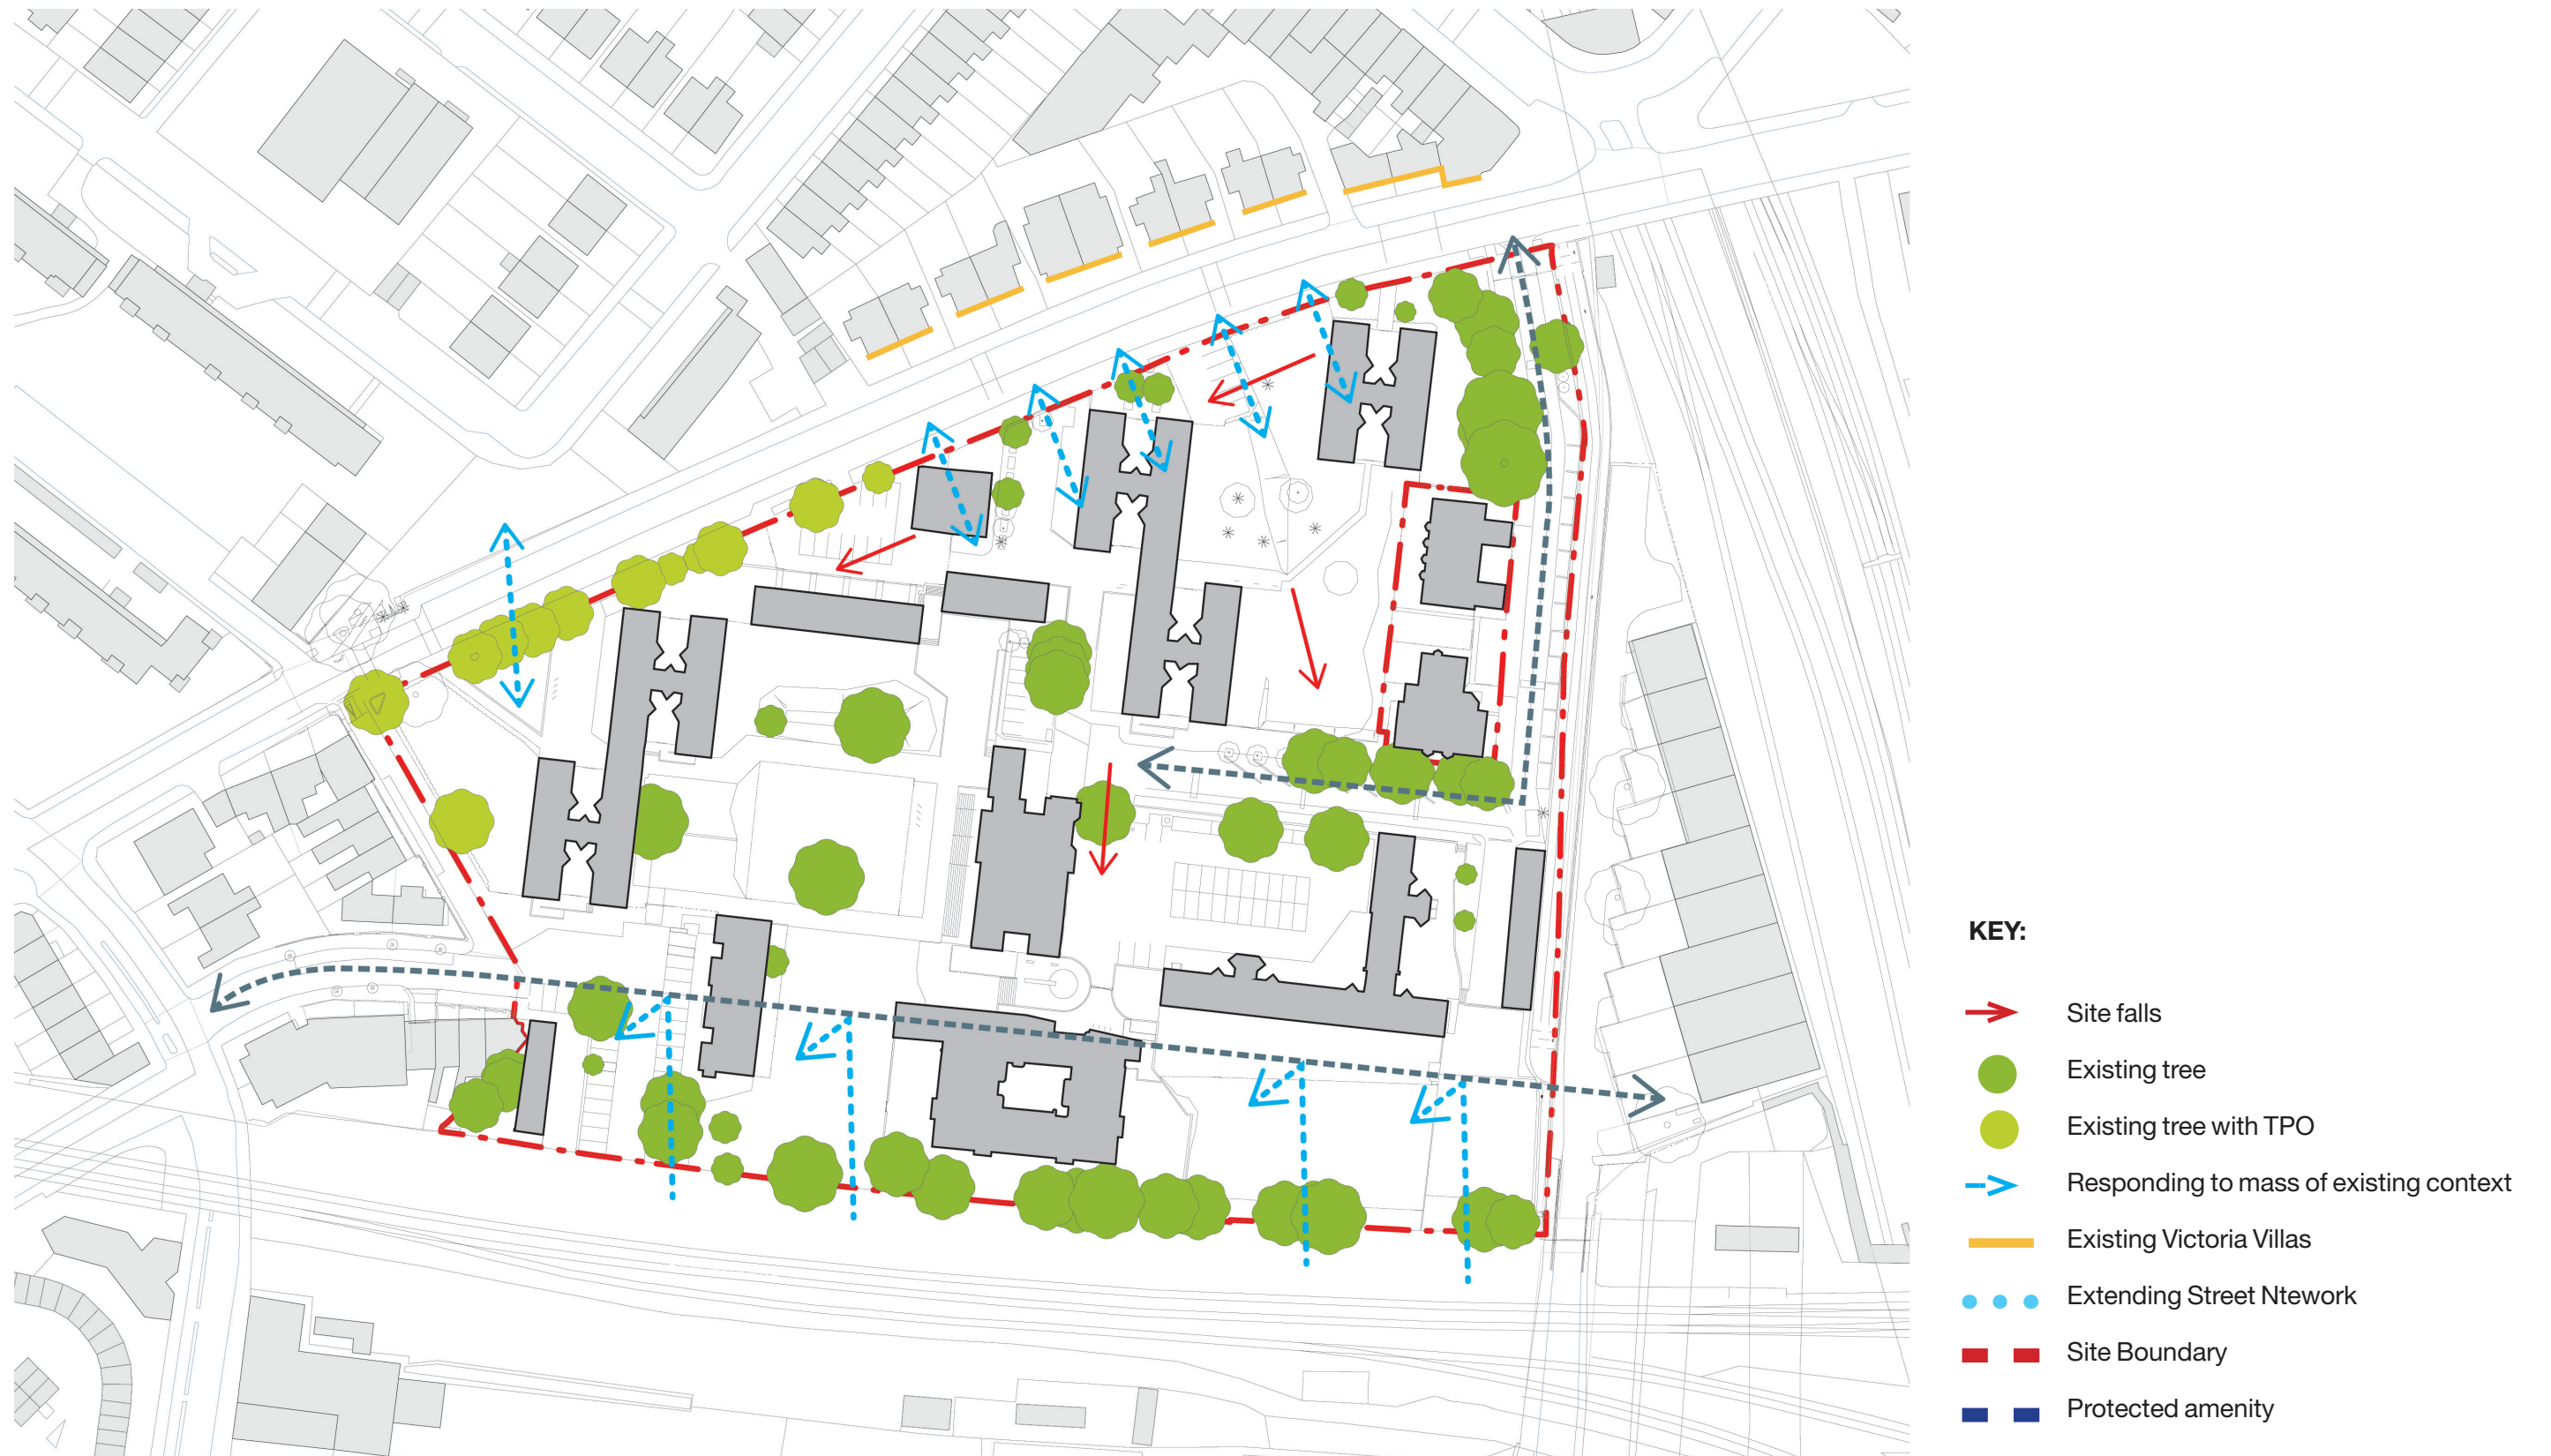 KEY:
Site falls
Existing tree
Existing tree with TPO
Responding to mass of existing context
Existing Victoria Villas
Extending Street Ntework
Site Boundary
Protected amenity